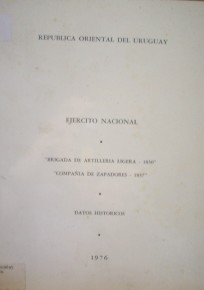 REPUBLICA ORIENTAL DEL URUGUAY
EJERCITO NACIONAL
"BRIGADA DE ARTILLERIA LIGERA - 1830"
"COMPAÑIA DE ZAPADORES - 1837"
DATOS HISTORICOS
1976